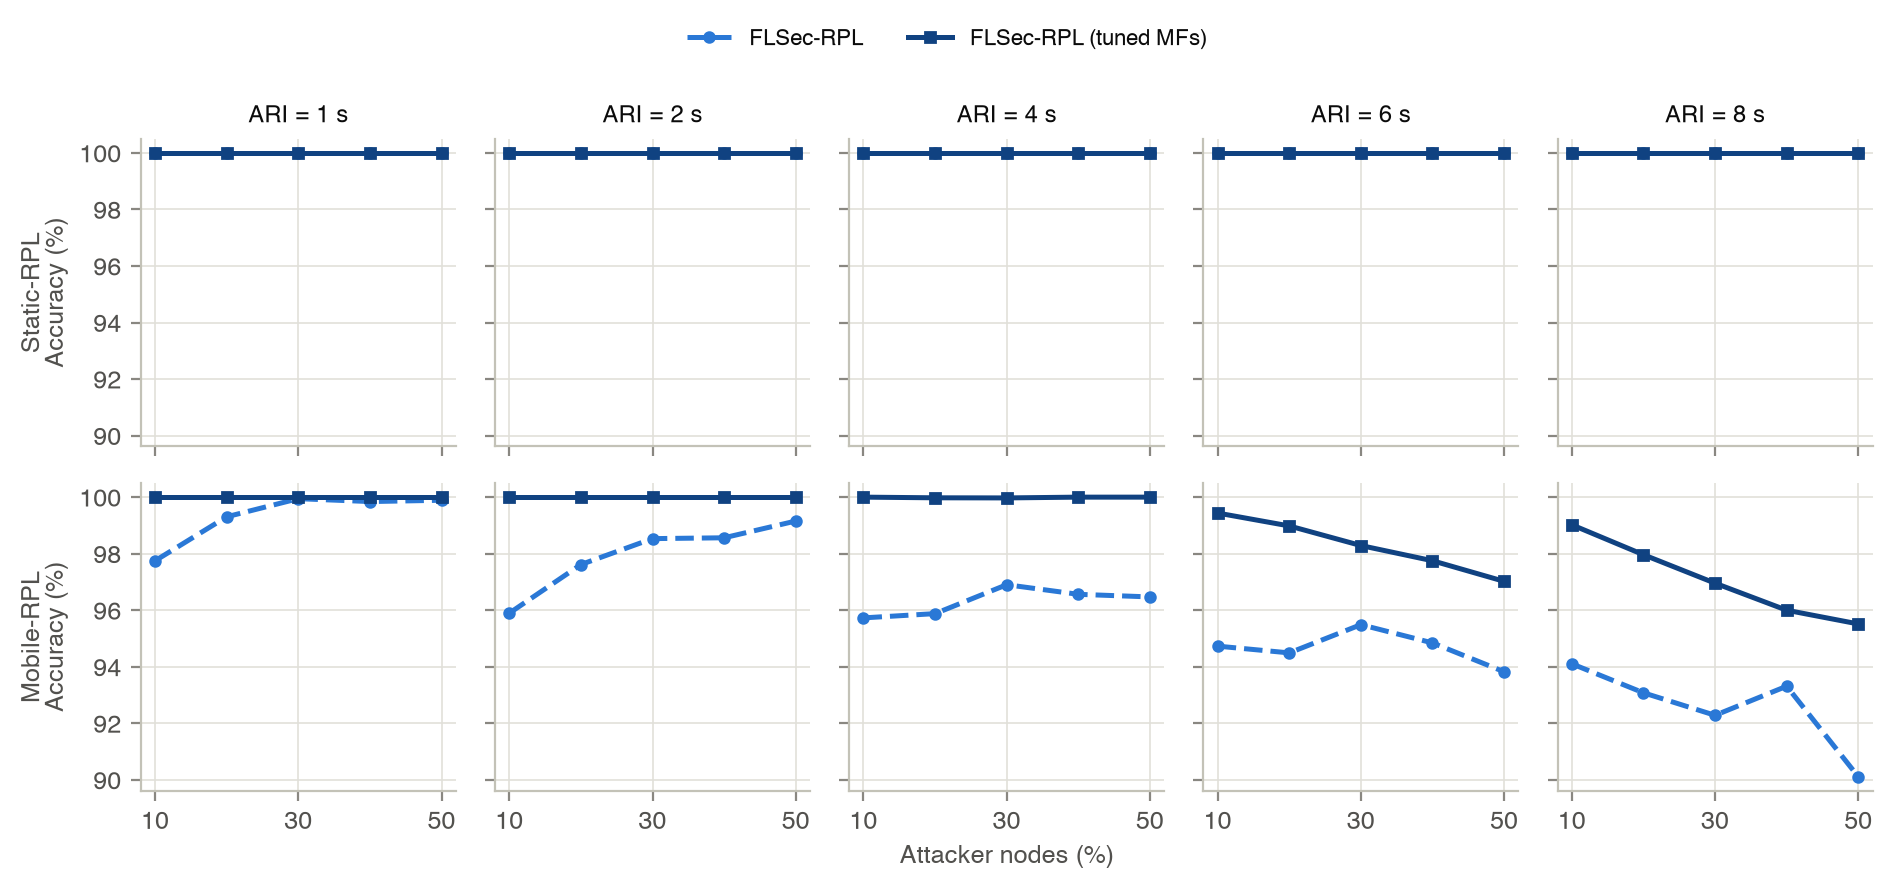 FLSec-RPL
FLSec-RPL (tuned MFs)
ARI = 1 s
ARI = 2 s
ARI = 4 s
ARI = 6 s
ARI = 8 s
Static-RPL
Accuracy (%)
100
98
96
94
92
90
Mobile-RPL
Accuracy (%)
100
98
96
94
92
90
10 30 50
10 30 50
10 30 50
10 30 50
10 30 50
Attacker nodes (%)